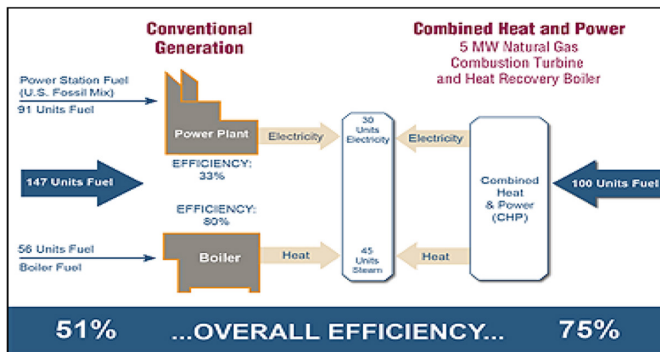 Conventional
Generation
Combined Heat and Power
5 MW Natural Gas
Combustion Turbine
and Heat Recovery Boiler
Power Station Fuel
(U.S. Fossil Mix)
91 Units Fuel
Power Plant
EFFICIENCY:
33%
Electricity
30
Units
Electricity
Electricity
147 Units Fuel
Combined
Heat
& Power
(CHP)
100 Units Fuel
EFFICIENCY:
80%
56 Units Fuel
Boiler Fuel
Boiler
Heat
45
Units
Steam
Heat
51% ...OVERALL EFFICIENCY... 75%